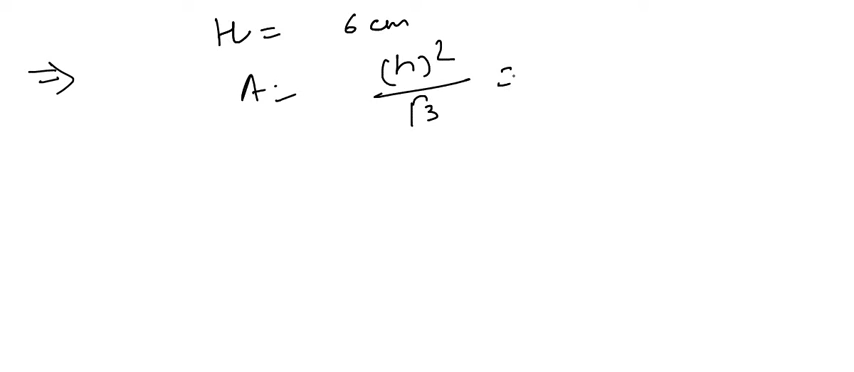 H = 6 cm
⇒ A = (h)² / √3 =